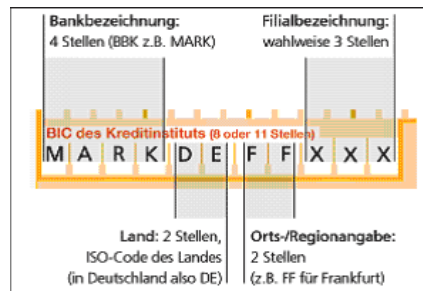 Bankbezeichnung:
4 Stellen (BBK z.B. MARK)
Filialbezeichnung:
wahlweise 3 Stellen
BIC des Kreditinstituts (8 oder 11 Stellen)
M A R K D E F F X X X
Land: 2 Stellen,
ISO-Code des Landes
(in Deutschland also DE)
Orts-/Regionangabe:
2 Stellen
(z.B. FF für Frankfurt)